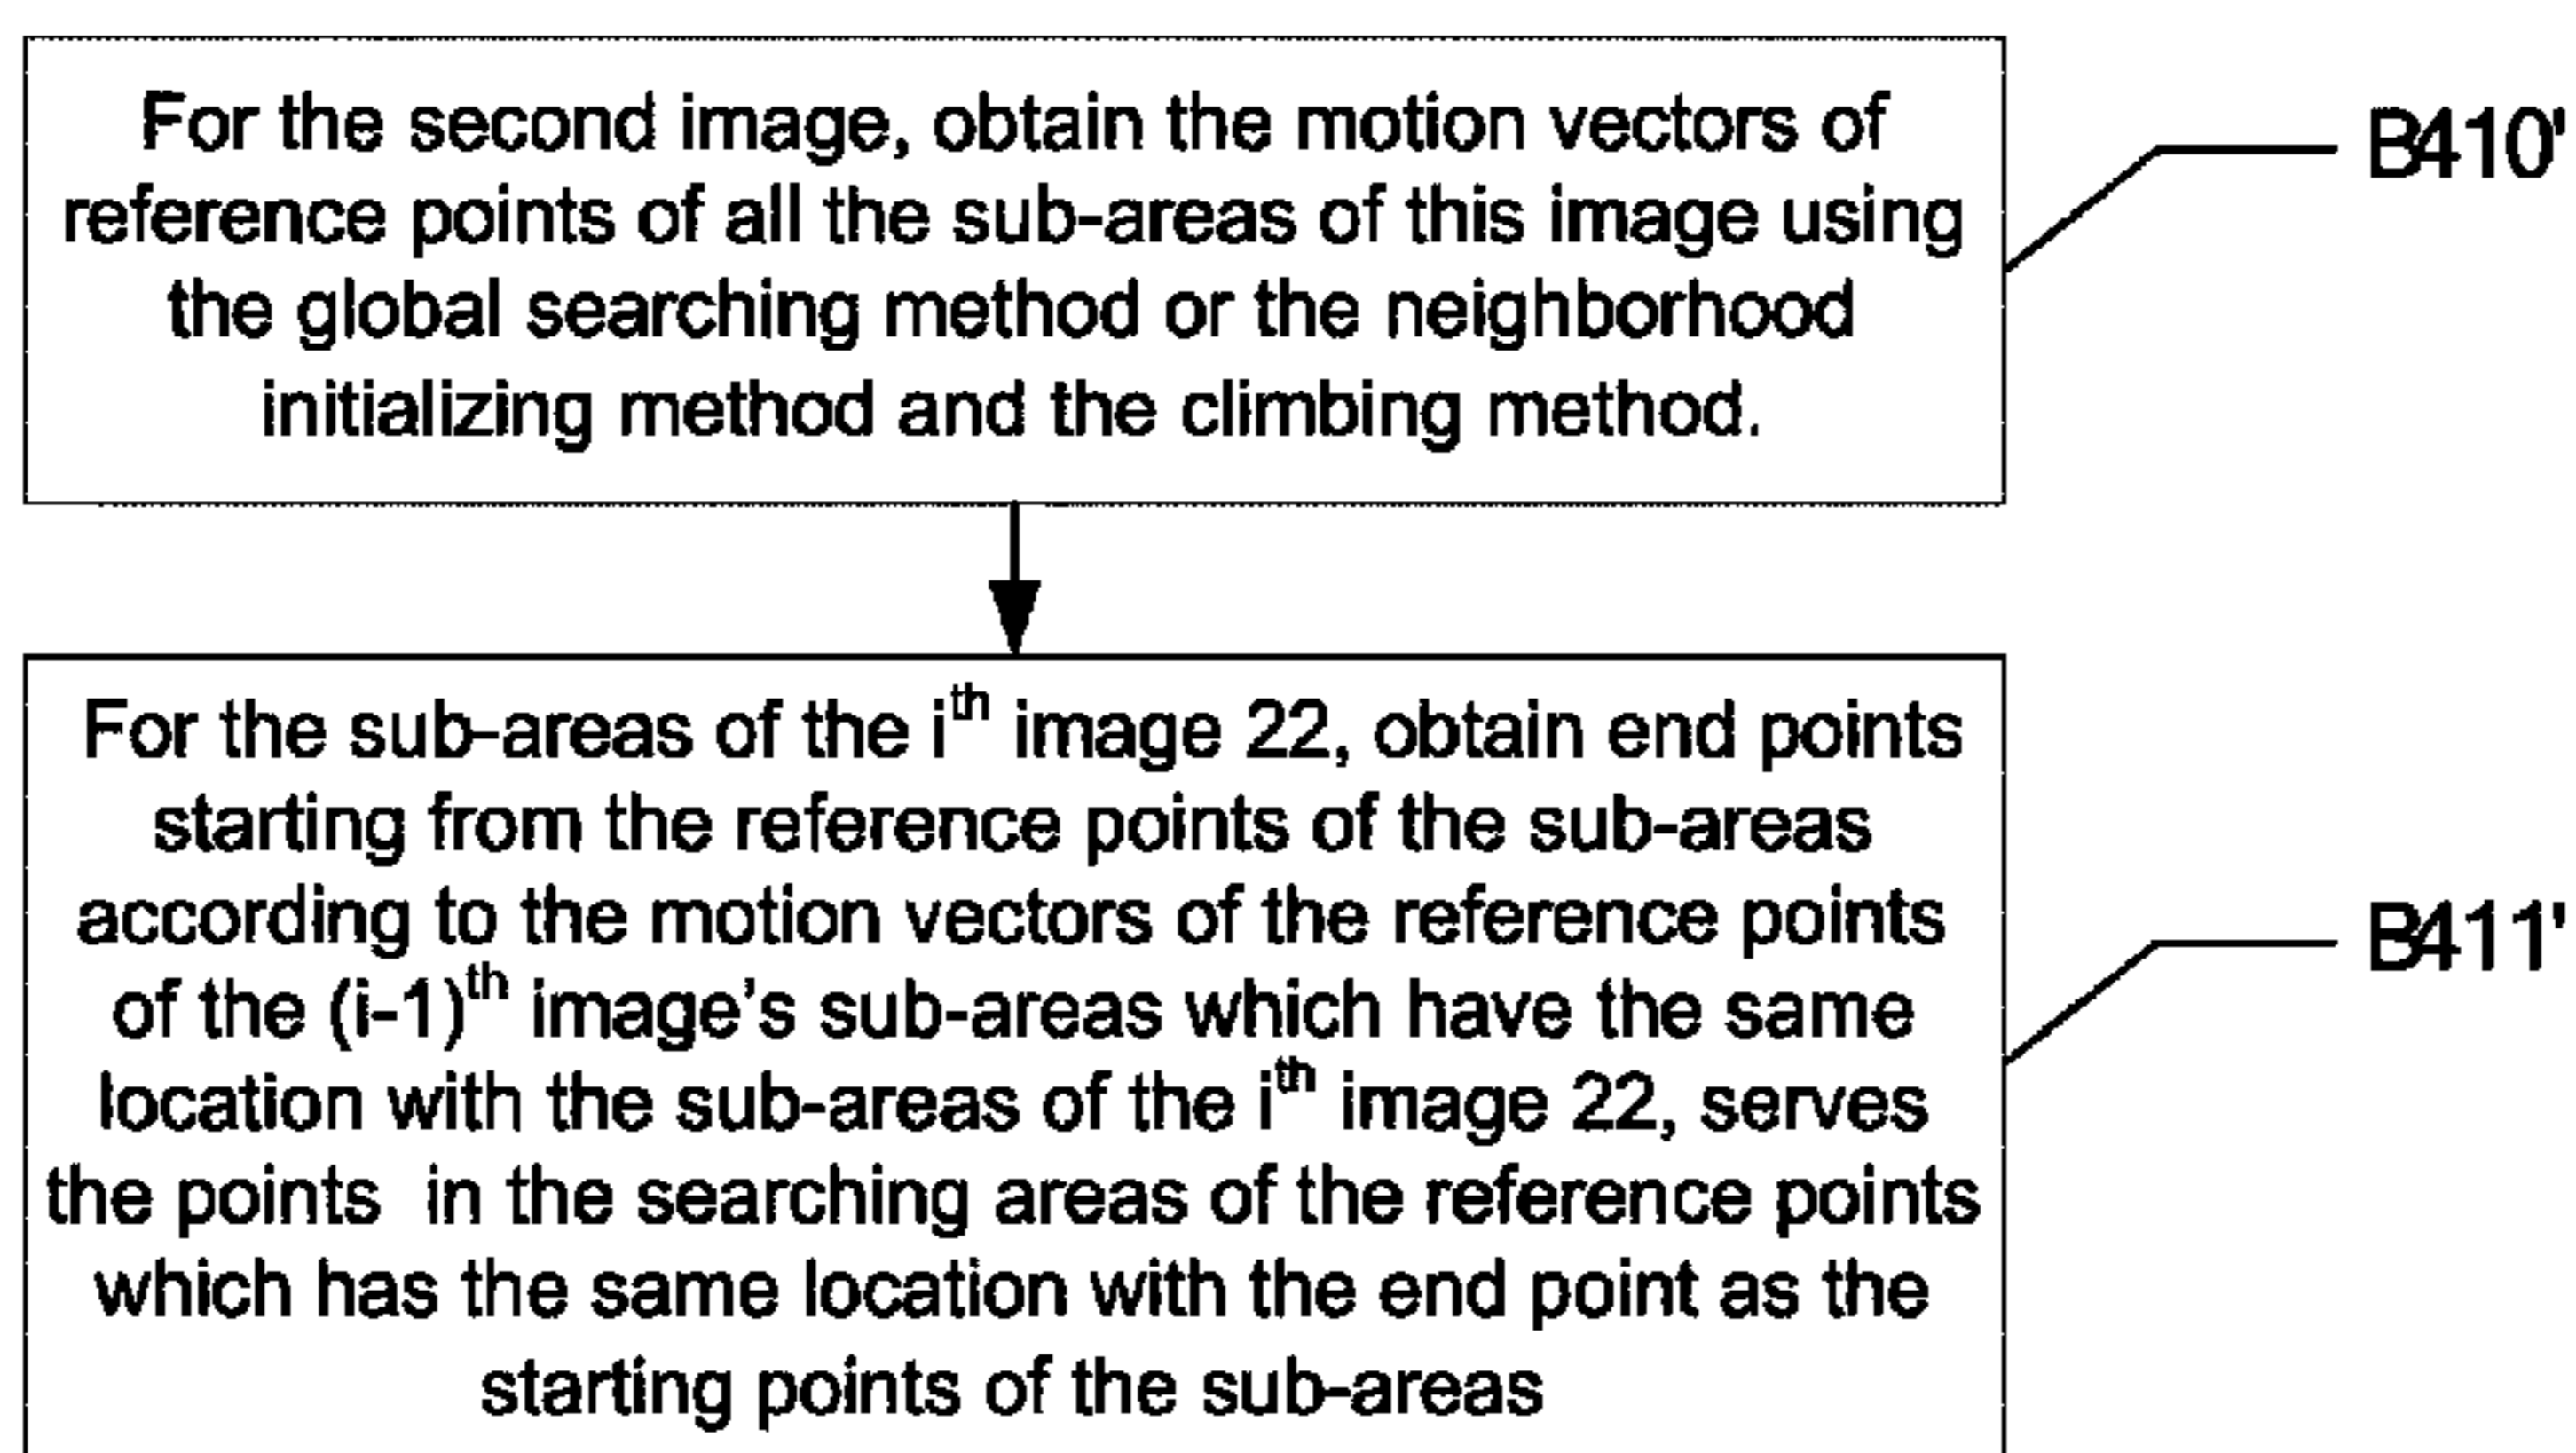 For the second image, obtain the motion vectors of
reference points of all the sub-areas of this image using
the global searching method or the neighborhood
initializing method and the climbing method.
B410'
For the sub-areas of the i^th image 22, obtain end points
starting from the reference points of the sub-areas
according to the motion vectors of the reference points
of the (i-1)^th image's sub-areas which have the same
location with the sub-areas of the i^th image 22, serves
the points in the searching areas of the reference points
which has the same location with the end point as the
starting points of the sub-areas
B411'